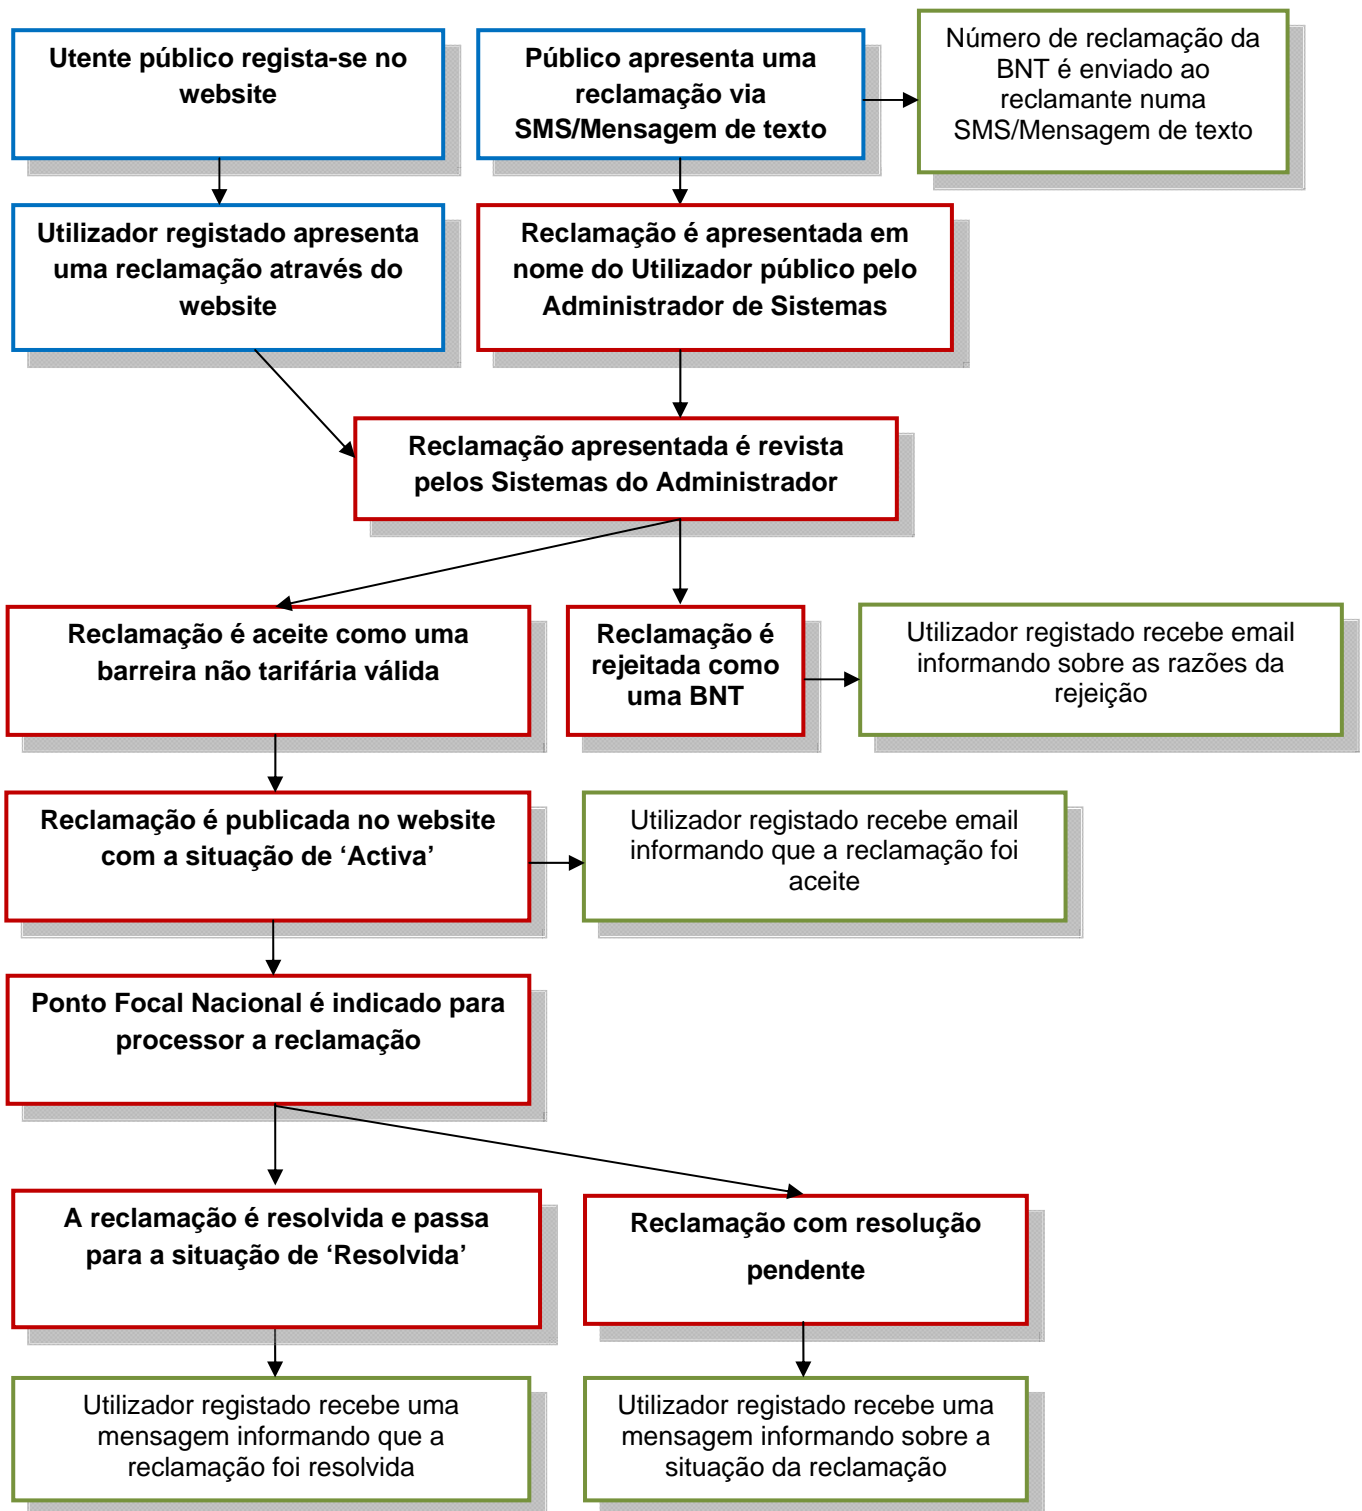 Utente público regista-se no
website
Público apresenta uma
reclamação via
SMS/Mensagem de texto
Número de reclamação da
BNT é enviado ao
reclamante numa
SMS/Mensagem de texto
Utilizador registado apresenta
uma reclamação através do
website
Reclamação é apresentada em
nome do Utilizador público pelo
Administrador de Sistemas
Reclamação apresentada é revista
pelos Sistemas do Administrador
Reclamação é aceite como uma
barreira não tarifária válida
Reclamação é
rejeitada como
uma BNT
Utilizador registado recebe email
informando sobre as razões da
rejeição
Reclamação é publicada no website
com a situação de ‘Activa’
Utilizador registado recebe email
informando que a reclamação foi
aceite
Ponto Focal Nacional é indicado para
processor a reclamação
A reclamação é resolvida e passa
para a situação de ‘Resolvida’
Reclamação com resolução
pendente
Utilizador registado recebe uma
mensagem informando que a
reclamação foi resolvida
Utilizador registado recebe uma
mensagem informando sobre a
situação da reclamação